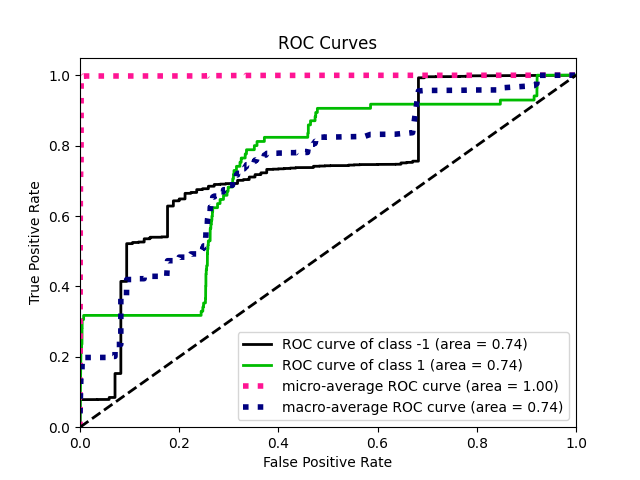 ROC Curves
True Positive Rate
1.0
0.8
0.6
0.4
0.2
0.0
ROC curve of class -1 (area = 0.74)
ROC curve of class 1 (area = 0.74)
micro-average ROC curve (area = 1.00)
macro-average ROC curve (area = 0.74)
0.0 0.2 0.4 0.6 0.8 1.0
False Positive Rate